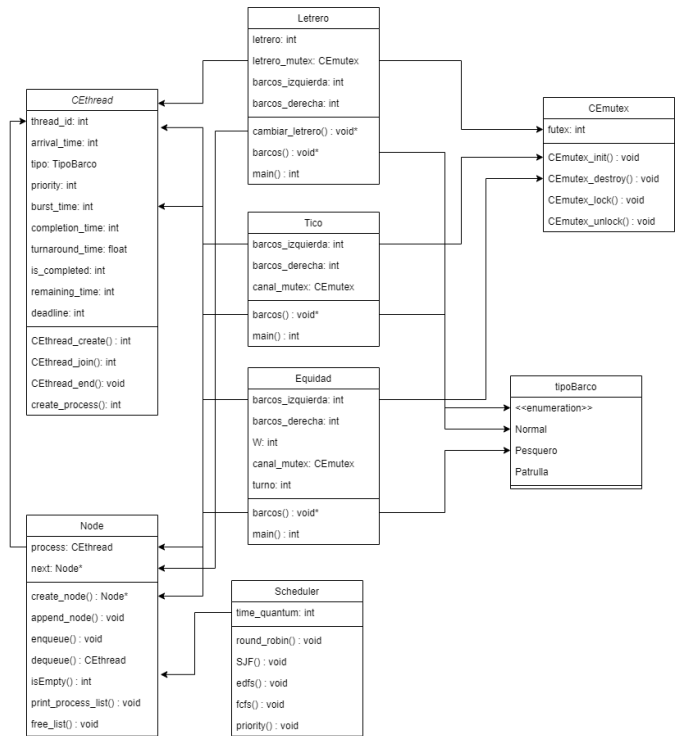 Letrero
letrero: int
letrero_mutex: CEmutex
barcos_izquierda: int
barcos_derecha: int
cambiar_letrero() : void*
barcos() : void*
main() : int
CEthread
thread_id: int
arrival_time: int
tipo: TipoBarco
priority: int
burst_time: int
completion_time: int
turnaround_time: float
is_completed: int
remaining_time: int
deadline: int
CEthread_create() : int
CEthread_join(): int
CEthread_end(): void
create_process(): int
CEmutex
futex: int
CEmutex_init() : void
CEmutex_destroy() : void
CEmutex_lock() : void
CEmutex_unlock() : void
Tico
barcos_izquierda: int
barcos_derecha: int
canal_mutex: CEmutex
barcos() : void*
main() : int
Equidad
barcos_izquierda: int
barcos_derecha: int
W: int
canal_mutex: CEmutex
turno: int
barcos() : void*
main() : int
tipoBarco
<<enumeration>>
Normal
Pesquero
Patrulla
Node
process: CEthread
next: Node*
create_node() : Node*
append_node() : void
enqueue() : void
dequeue() : CEthread
isEmpty() : int
print_process_list() : void
free_list() : void
Scheduler
time_quantum: int
round_robin() : void
SJF() : void
edfs() : void
fcfs() : void
priority() : void